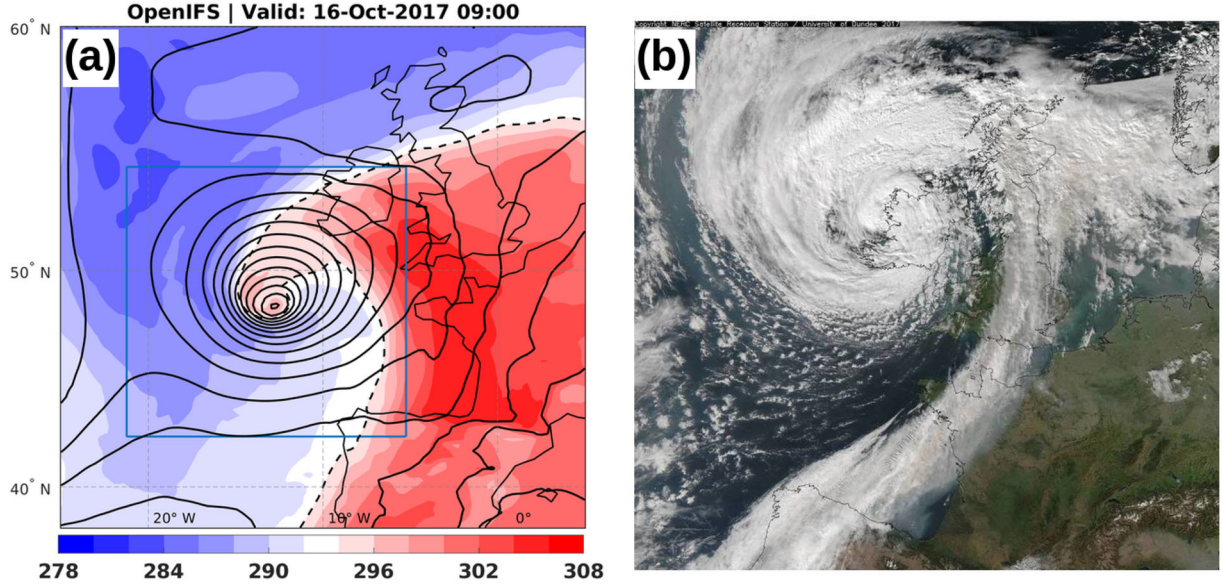 OpenIFS | Valid: 16-Oct-2017 09:00
(a)
60° N
50° N
40° N
20° W
10° W
0°
278
284
290
296
302
308
(b)
Copyright NERC Satellite Receiving Station / University of Dundee 2017